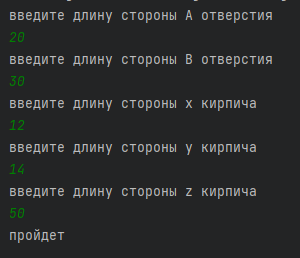 введите длину стороны A отверстия
20
введите длину стороны B отверстия
30
введите длину стороны x кирпича
12
введите длину стороны y кирпича
14
введите длину стороны z кирпича
50
пройдет